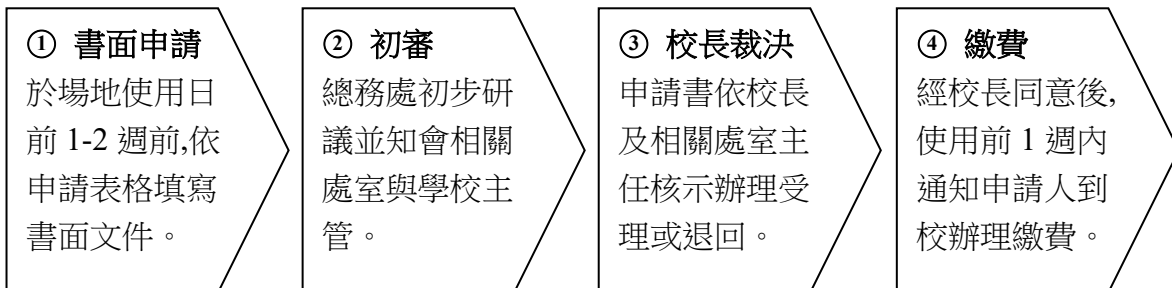 ① 書面申請
於場地使用日
前 1-2 週前,依
申請表格填寫
書面文件。
② 初審
總務處初步研
議並知會相關
處室與學校主
管。
③ 校長裁決
申請書依校長
及相關處室主
任核示辦理受
理或退回。
④ 繳費
經校長同意後,
使用前 1 週內
通知申請人到
校辦理繳費。